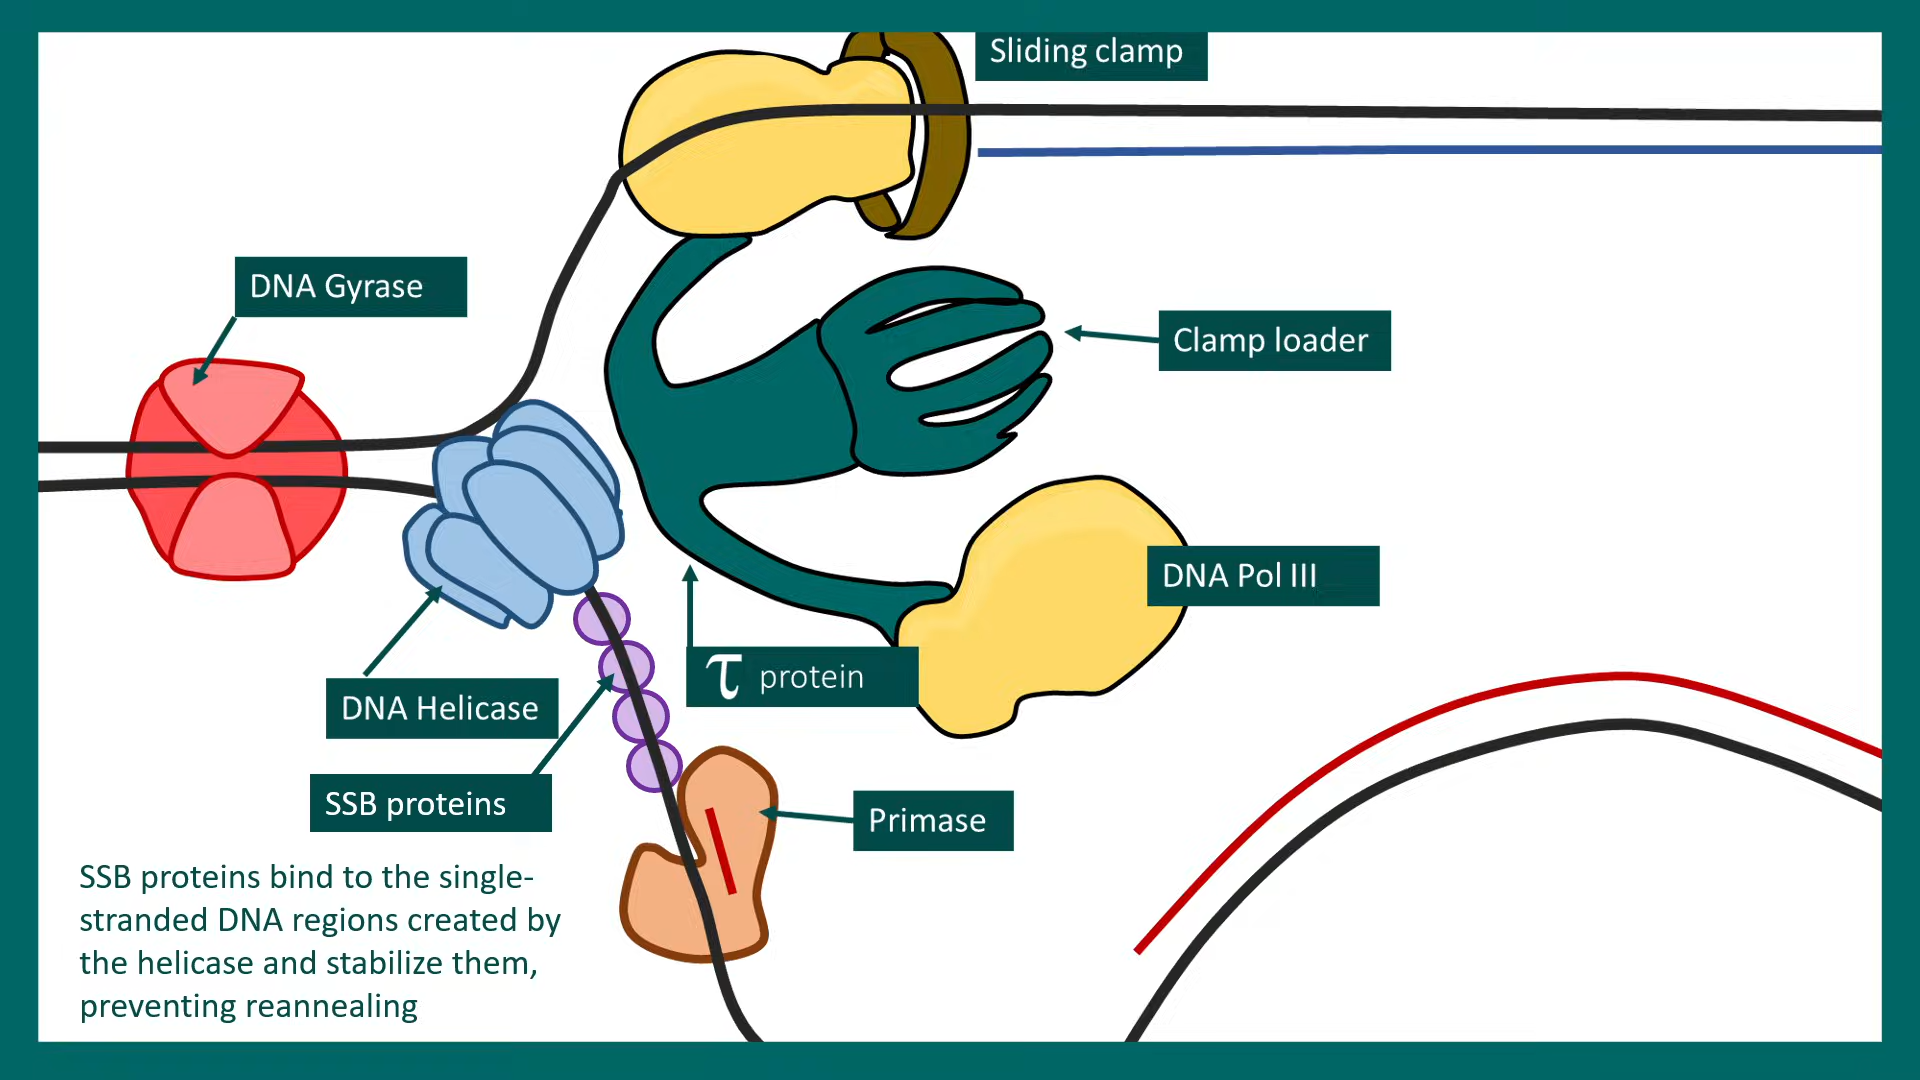 Sliding clamp
DNA Gyrase
Clamp loader
DNA Pol III
τ protein
DNA Helicase
SSB proteins
Primase
SSB proteins bind to the single-
stranded DNA regions created by
the helicase and stabilize them,
preventing reannealing